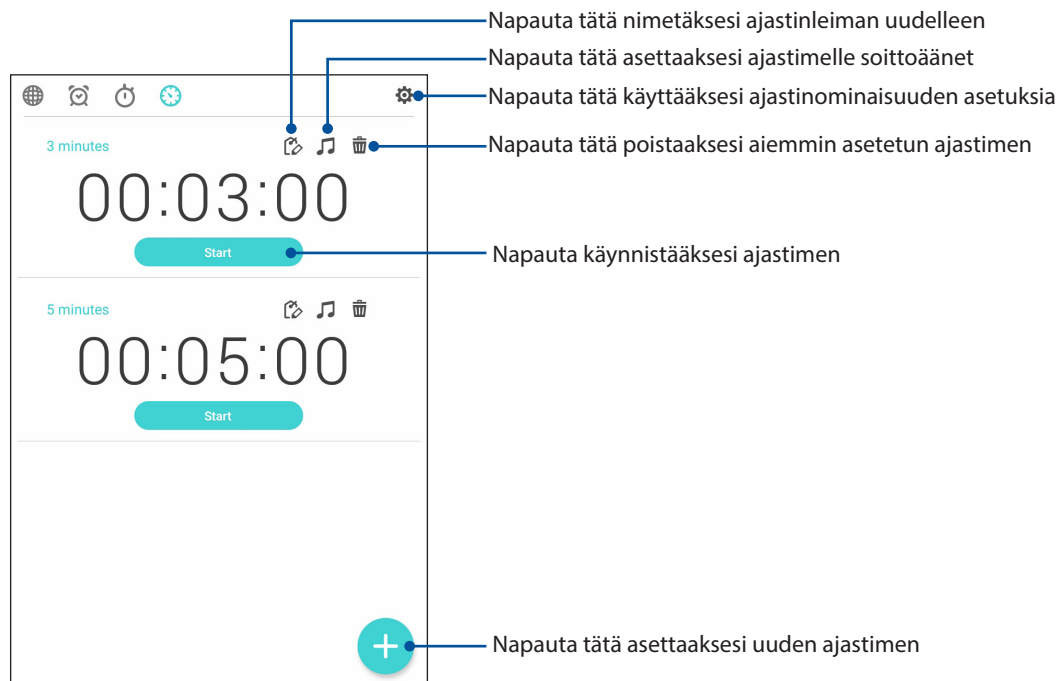 Napauta tätä nimetäksesi ajastinleiman uudelleen
Napauta tätä asettaaksesi ajastimelle soittoäänet
Napauta tätä käyttääksesi ajastinominaisuuden asetuksia
3 minutes
Napauta tätä poistaaksesi aiemmin asetetun ajastimen
00:03:00
Start
Napauta käynnistääksesi ajastimen
5 minutes
00:05:00
Start
Napauta tätä asettaaksesi uuden ajastimen